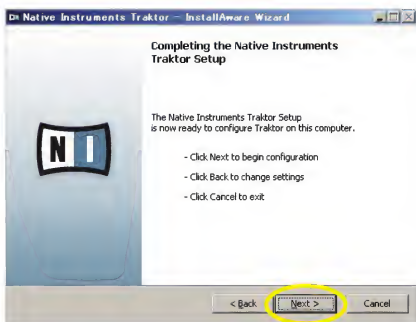 Native Instruments Traktor - InstallAware Wizard
Completing the Native Instruments
Traktor Setup
The Native Instruments Traktor Setup
is now ready to configure Traktor on this computer.
- Click Next to begin configuration
- Click Back to change settings
- Click Cancel to exit
NI
< Back
Next >
Cancel